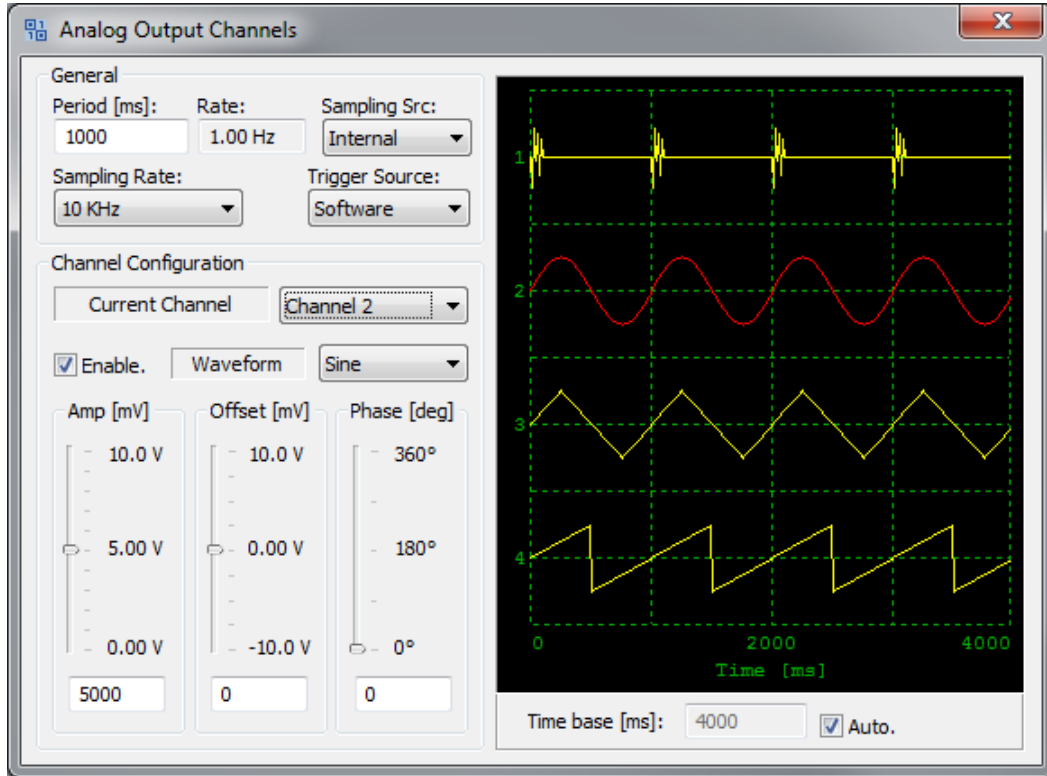 Analog Output Channels
General
Period [ms]: Rate: Sampling Src:
1000 1.00 Hz Internal
Sampling Rate: Trigger Source:
10 KHz Software
Channel Configuration
Current Channel Channel 2
Enable. Waveform Sine
Amp [mV] Offset [mV] Phase [deg]
10.0 V 10.0 V 360°
5.00 V 0.00 V 180°
0.00 V -10.0 V 0°
5000 0 0
1
2
3
4
0 2000 4000
Time [ms]
Time base [ms]: 4000 Auto.